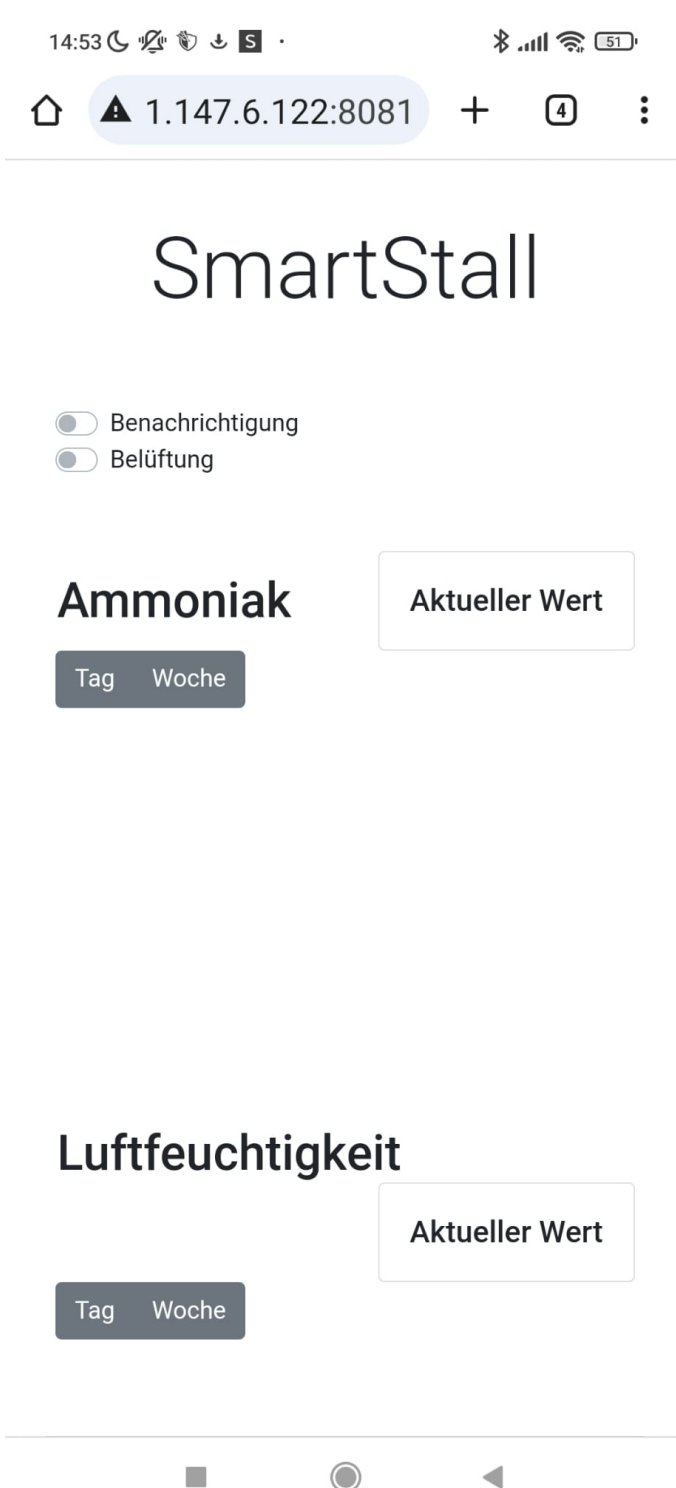 14:53 S 51
1.147.6.122:8081 4
SmartStall
Benachrichtigung
Belüftung
Ammoniak
Aktueller Wert
Tag Woche
Luftfeuchtigkeit
Aktueller Wert
Tag Woche